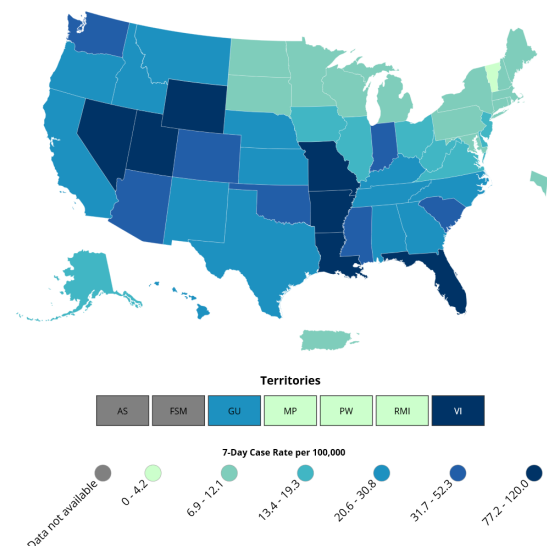 Territories
AS FSM GU MP PW RMI VI
7-Day Case Rate per 100,000
Data not available
0 - 4.2
6.9 - 12.1
13.4 - 19.3
20.6 - 30.8
31.7 - 52.3
77.2 - 120.0